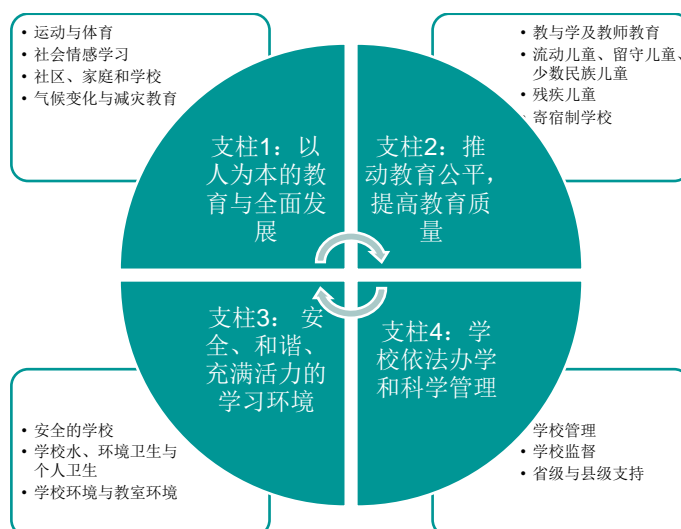 • 运动与体育
• 社会情感学习
• 社区、家庭和学校
• 气候变化与减灾教育
• 教与学及教师教育
• 流动儿童、留守儿童、
少数民族儿童
• 残疾儿童
• 寄宿制学校
支柱1：以
人为本的教
育与全面发
展
支柱2：推
动教育公平，
提高教育质
量
支柱3： 安
全、和谐、
充满活力的
学习环境
支柱4：学
校依法办学
和科学管理
• 安全的学校
• 学校水、环境卫生与
个人卫生
• 学校环境与教室环境
学校管理
• 学校监督
• 省级与县级支持